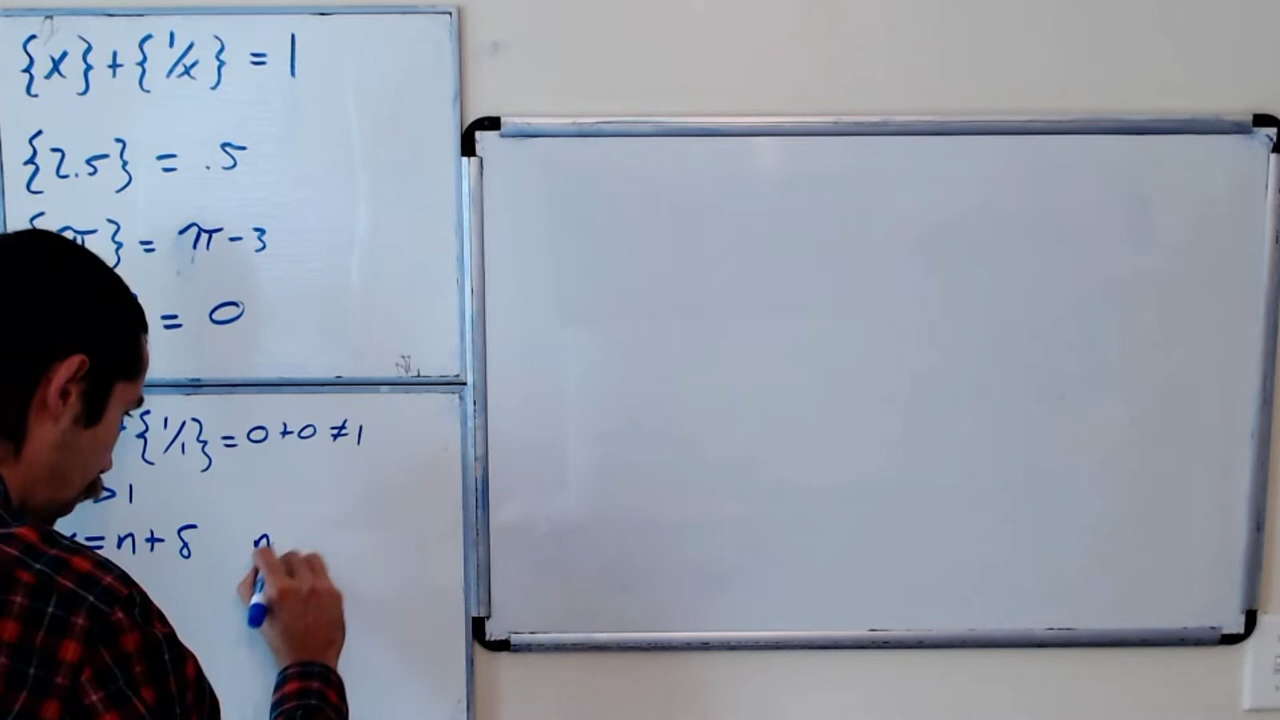 {x} + {1/x} = 1
{2.5} = .5
{π} = π - 3
= 0
{1/1} = 0 + 0 ≠ 1
> 1
= n + δ n